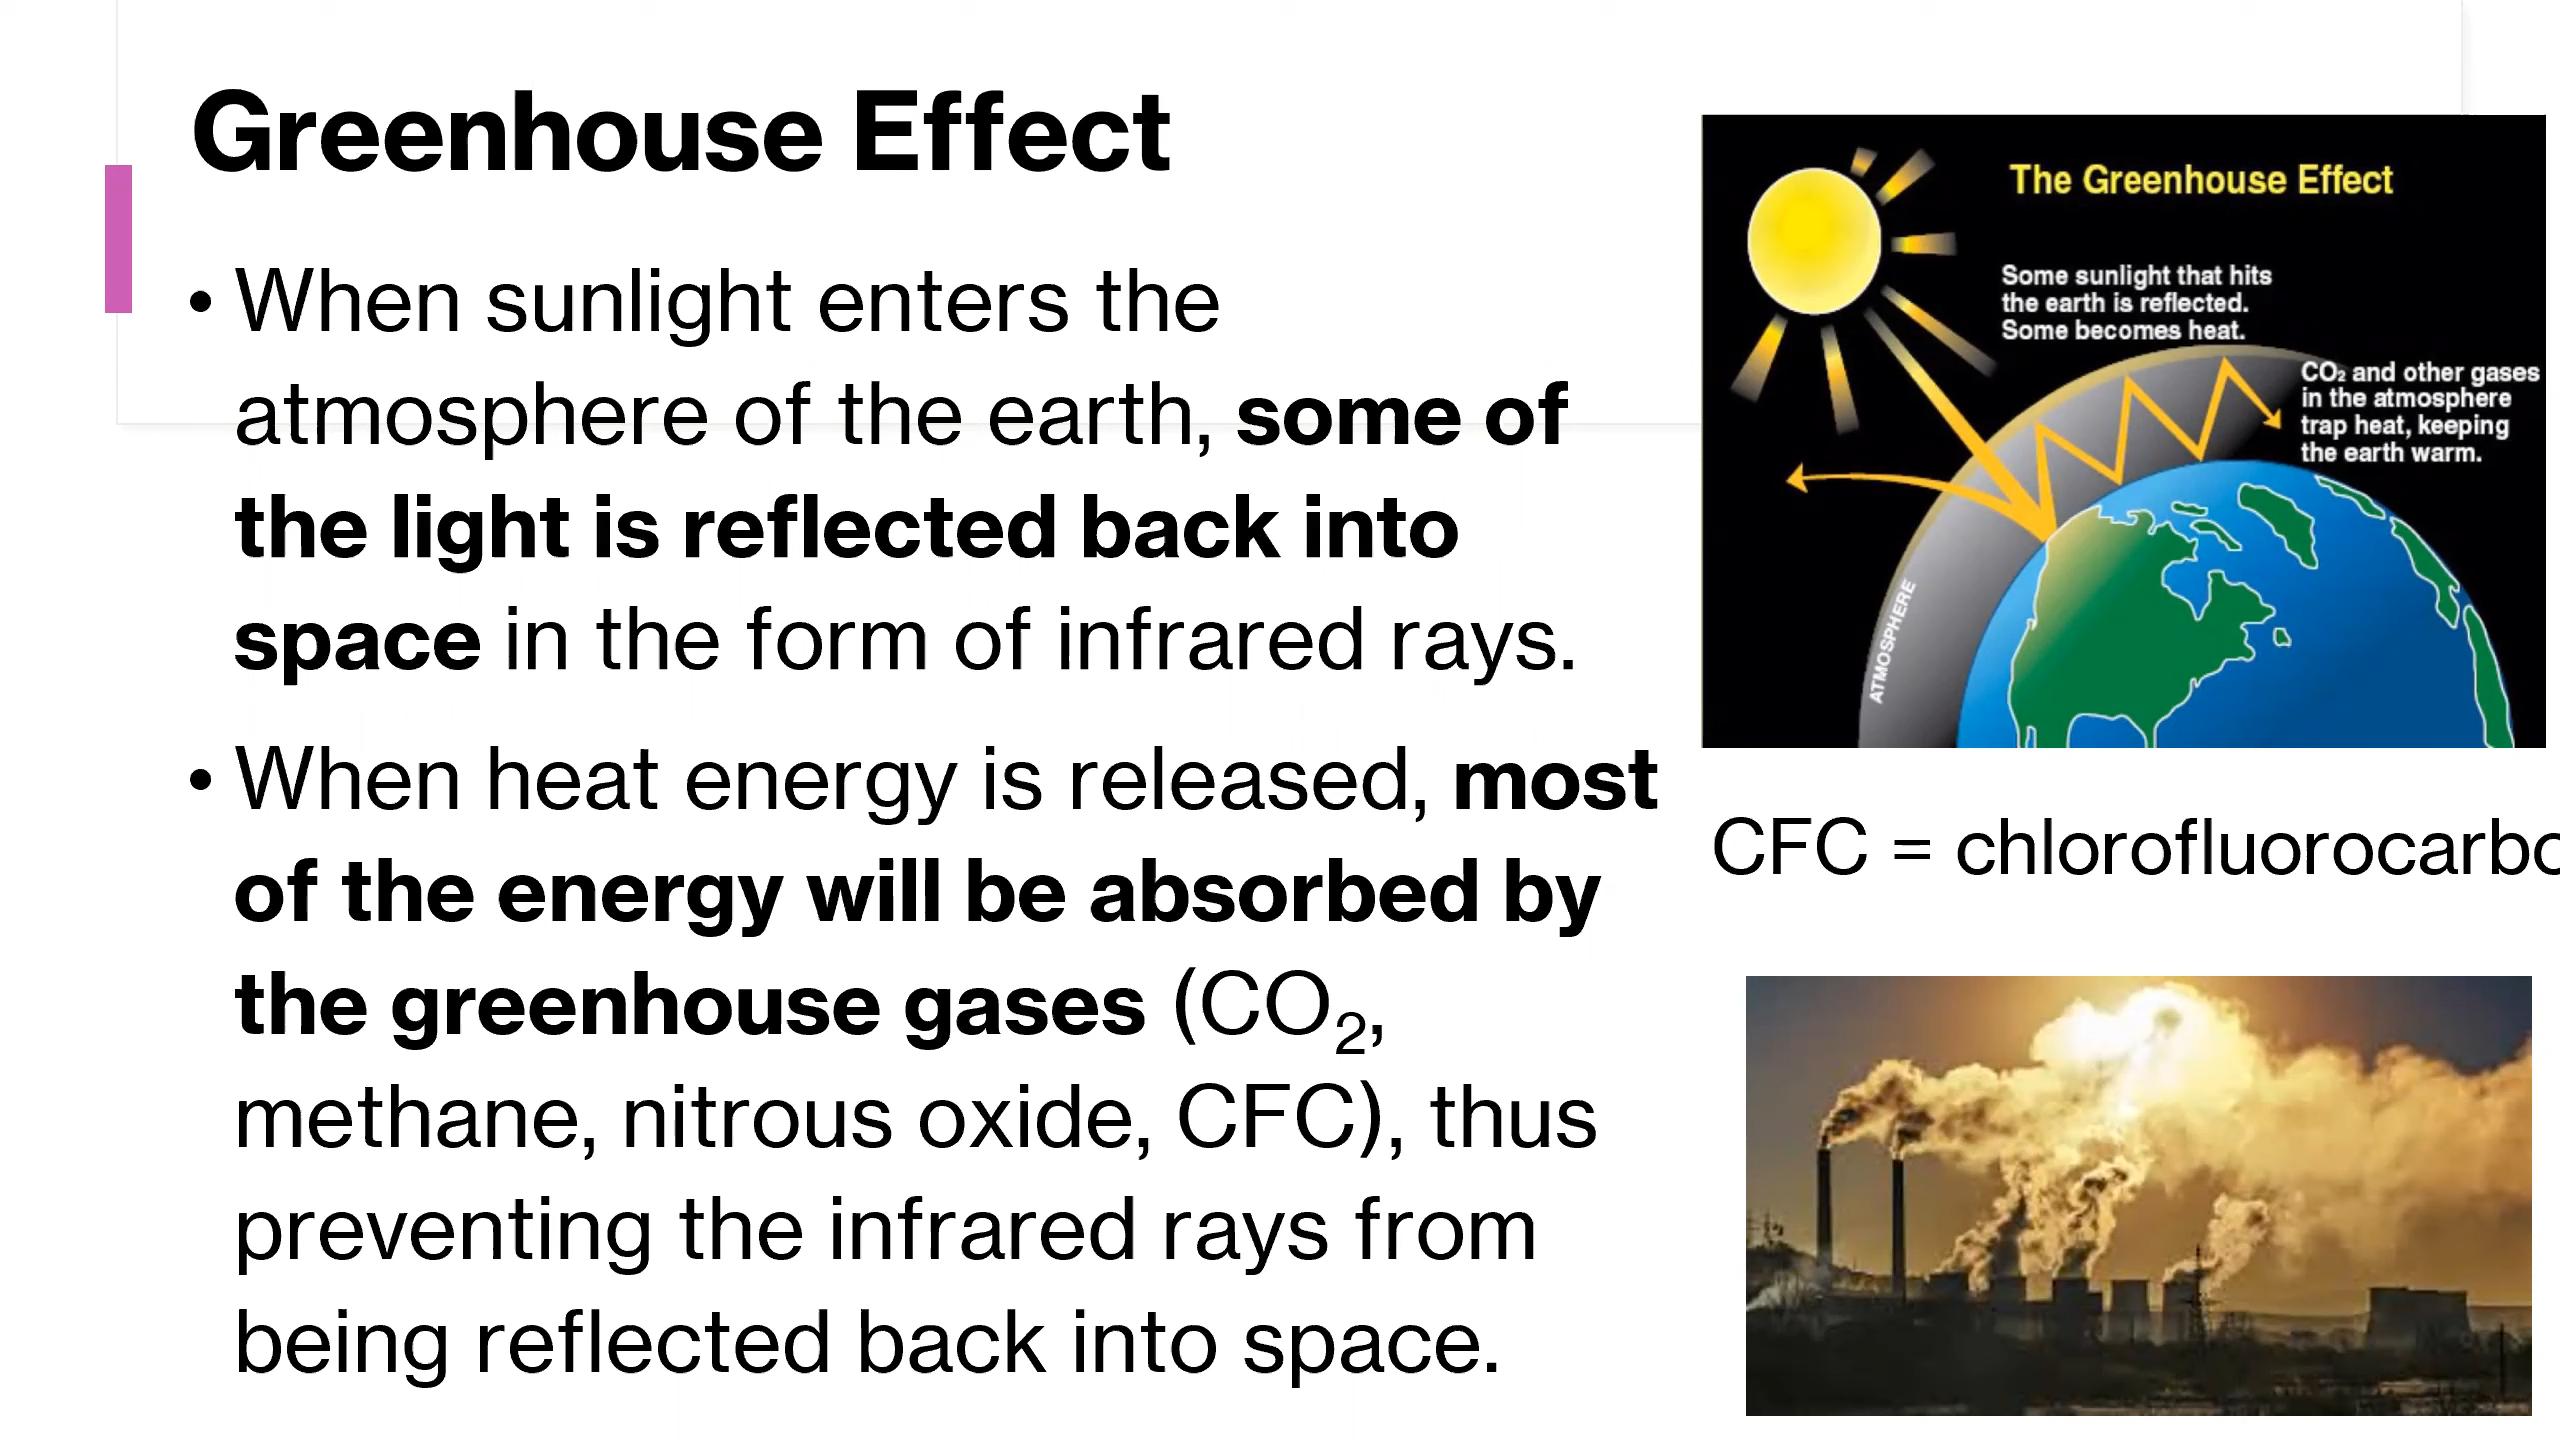 Greenhouse Effect
• When sunlight enters the
atmosphere of the earth, some of
the light is reflected back into
space in the form of infrared rays.
• When heat energy is released, most
of the energy will be absorbed by
the greenhouse gases (CO₂,
methane, nitrous oxide, CFC), thus
preventing the infrared rays from
being reflected back into space.
The Greenhouse Effect
Some sunlight that hits
the earth is reflected.
Some becomes heat.
CO₂ and other gases
in the atmosphere
trap heat, keeping
the earth warm.
ATMOSPHERE
CFC = chlorofluorocarbo